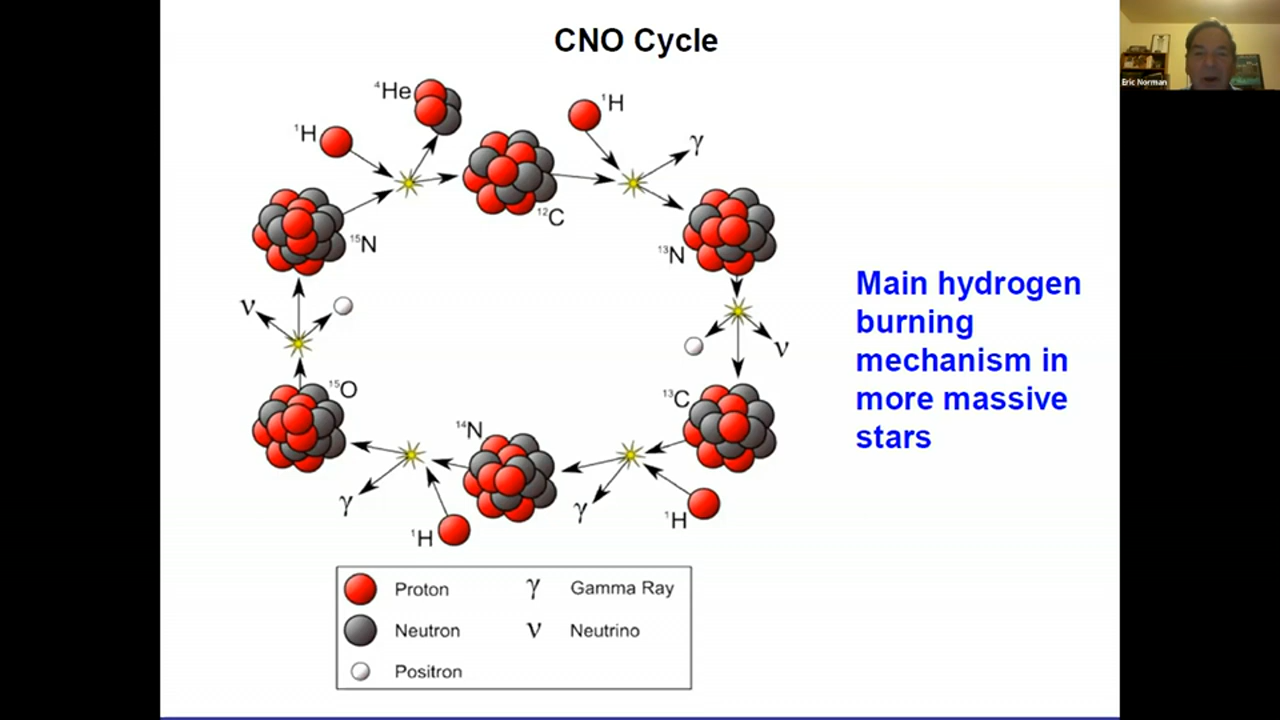 CNO Cycle
Eric Norman
⁴He
¹H
¹H
γ
¹²C
¹⁵N
¹³N
ν
ν
¹⁵O
¹³C
¹⁴N
γ
γ
¹H
¹H
Main hydrogen
burning
mechanism in
more massive
stars
Proton
γ
Gamma Ray
Neutron
ν
Neutrino
Positron